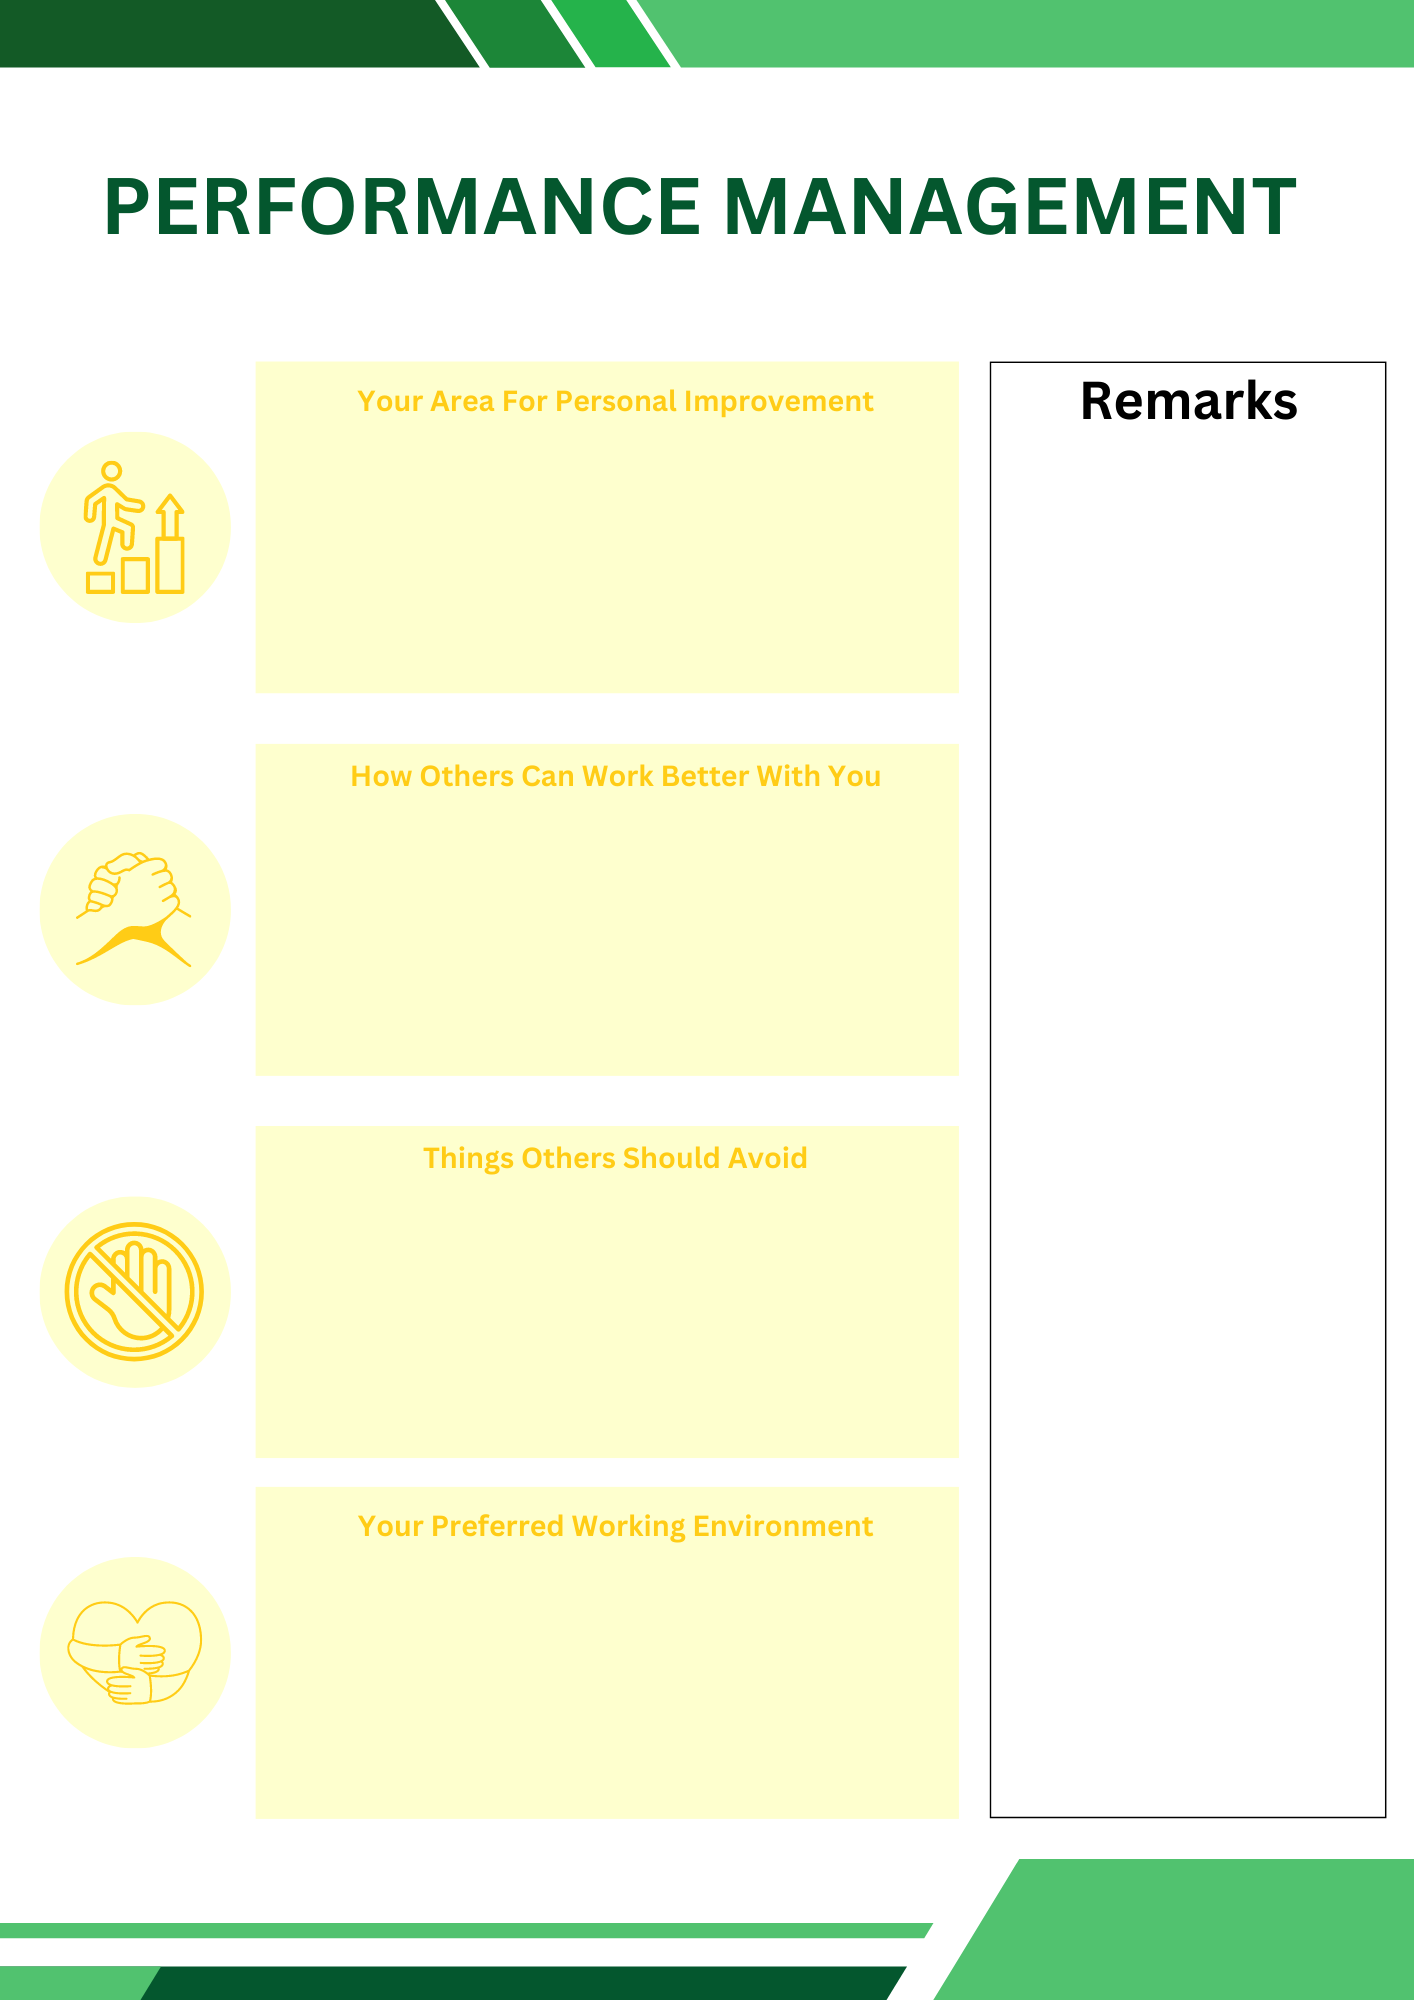 PERFORMANCE MANAGEMENT
Your Area For Personal Improvement
Remarks
How Others Can Work Better With You
Things Others Should Avoid
Your Preferred Working Environment